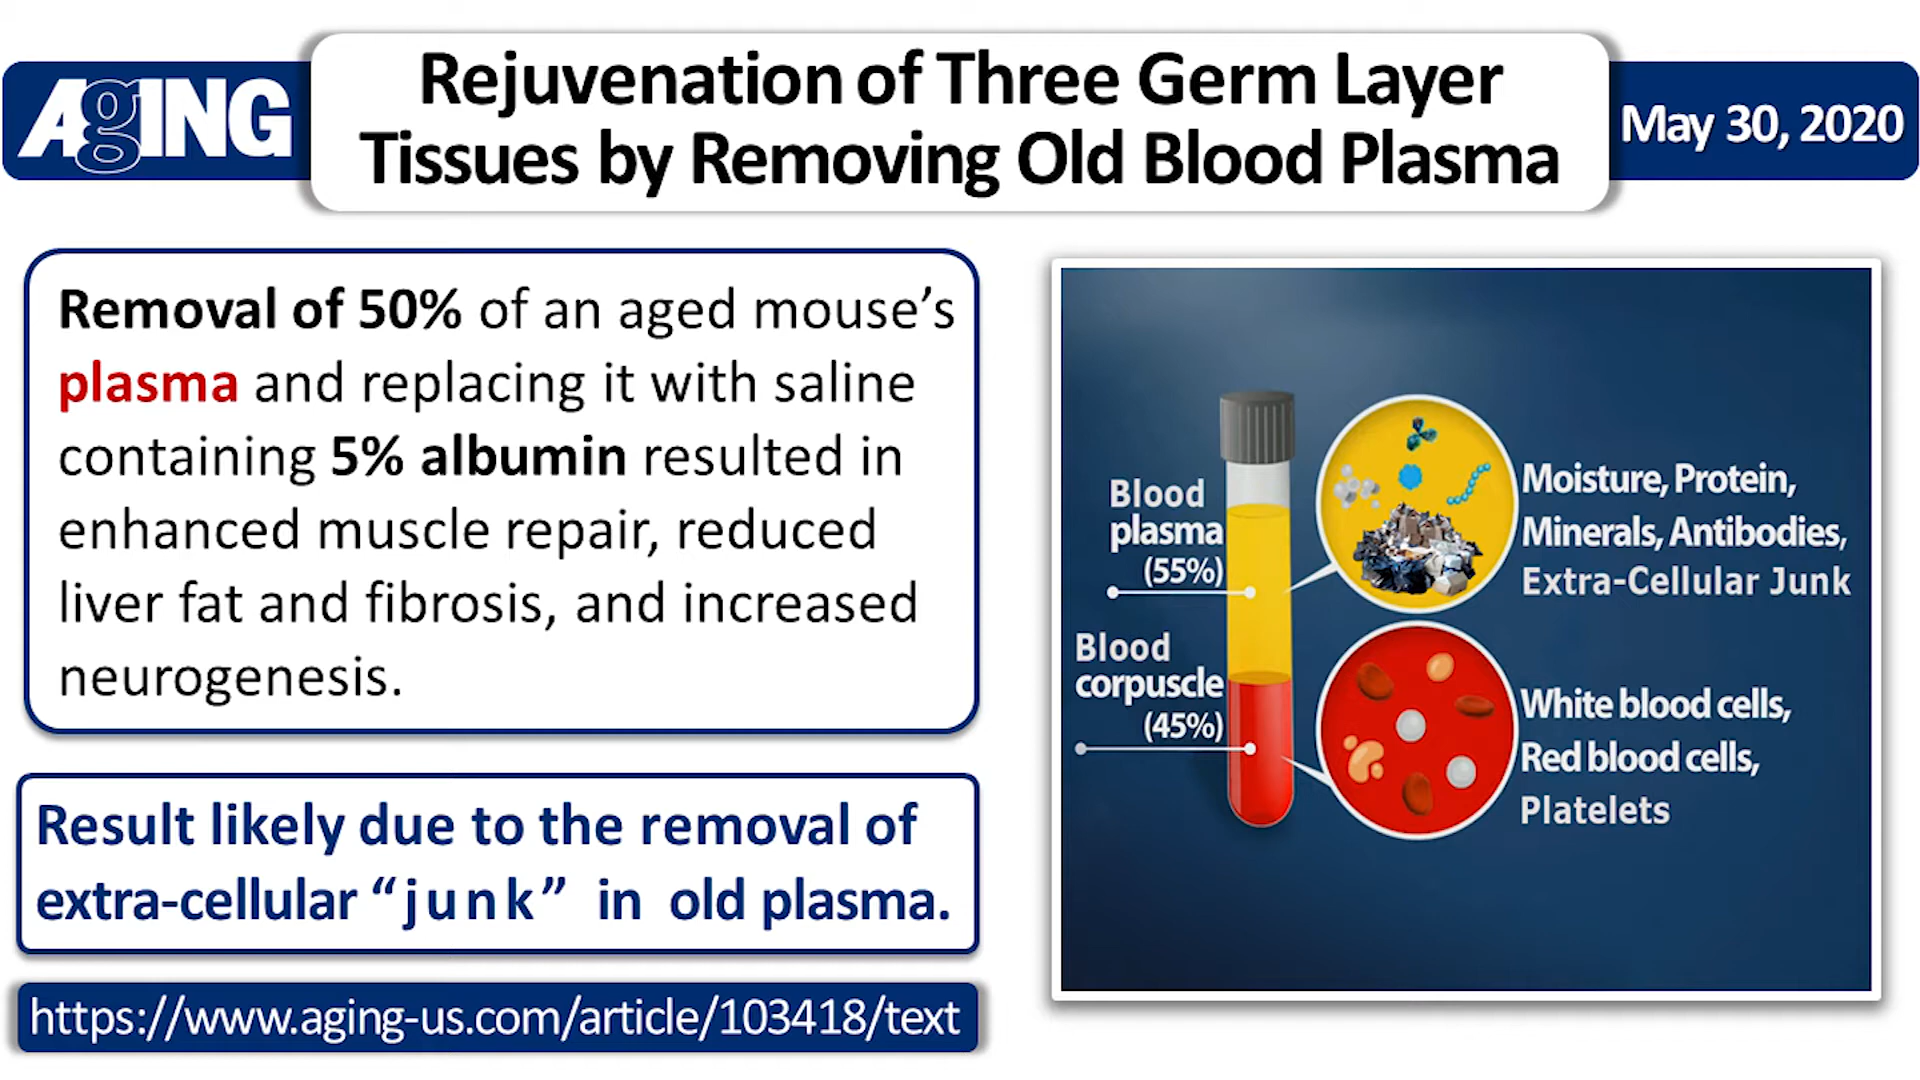 AgING
Rejuvenation of Three Germ Layer
Tissues by Removing Old Blood Plasma
May 30, 2020
Removal of 50% of an aged mouse’s
plasma and replacing it with saline
containing 5% albumin resulted in
enhanced muscle repair, reduced
liver fat and fibrosis, and increased
neurogenesis.
Result likely due to the removal of
extra-cellular “junk” in old plasma.
https://www.aging-us.com/article/103418/text
Blood
plasma
(55%)
Moisture, Protein,
Minerals, Antibodies,
Extra-Cellular Junk
Blood
corpuscle
(45%)
White blood cells,
Red blood cells,
Platelets